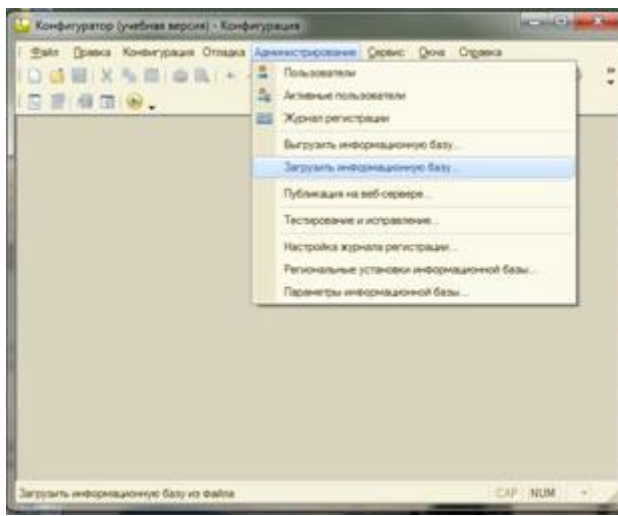 Конфигуратор (учебная версия) - Конфигурация
Файл Правка Конфигурация Отладка Администрирование Сервис Окна Справка
Пользователи
Активные пользователи
Журнал регистрации
Выгрузить информационную базу...
Загрузить информационную базу...
Публикация на веб-сервере...
Тестирование и исправление...
Настройка журнала регистрации...
Региональные установки информационной базы...
Параметры информационной базы...
Загрузить информационную базу из файла
CAP NUM